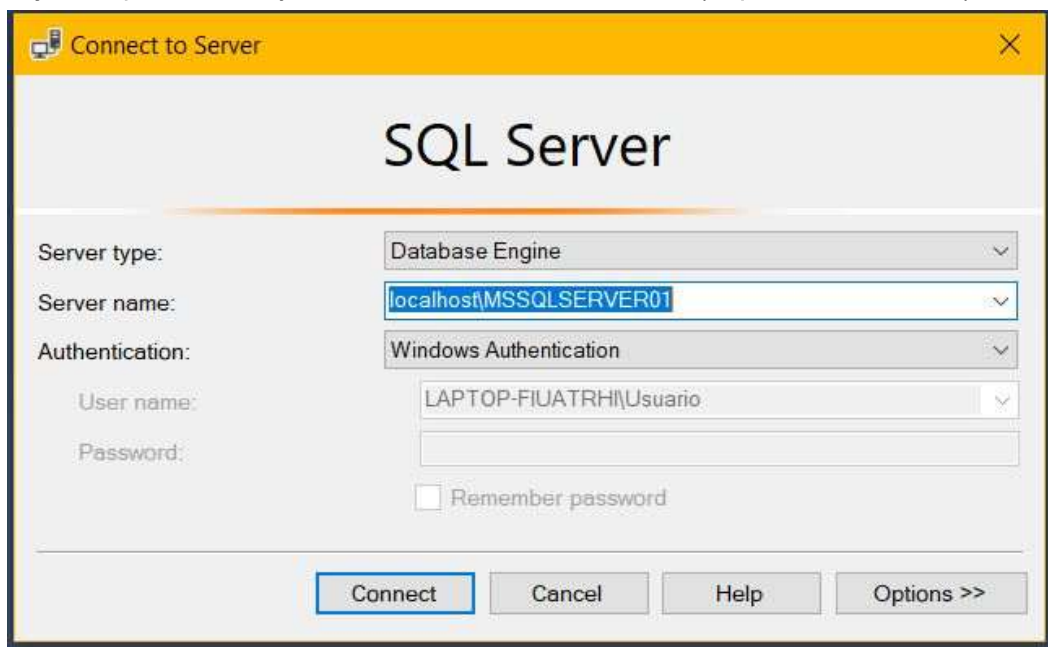 Connect to Server
SQL Server
Server type: Database Engine
Server name: localhost\MSSQLSERVER01
Authentication: Windows Authentication
User name: LAPTOP-FIUATRHI\Usuario
Password:
Remember password
Connect Cancel Help Options >>